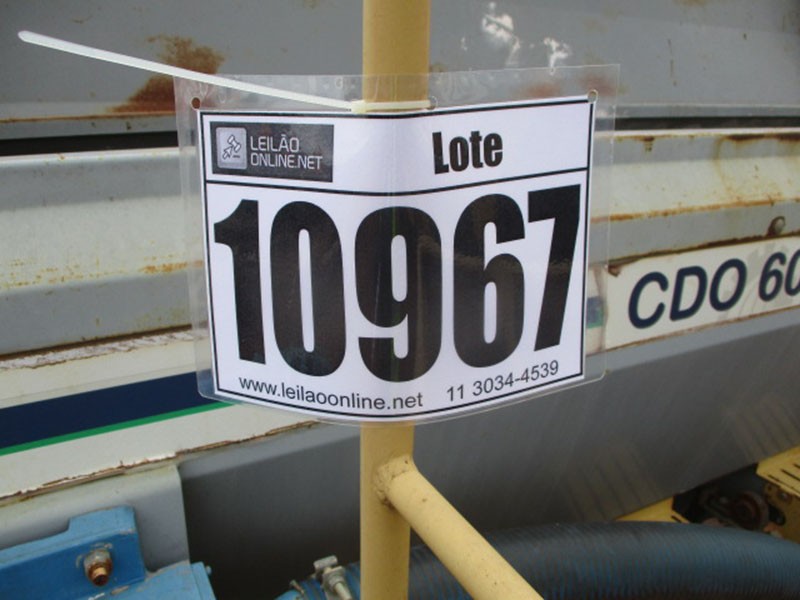 LEILÃO
ONLINE.NET
Lote
10967
www.leilaoonline.net 11 3034-4539
CDO 60